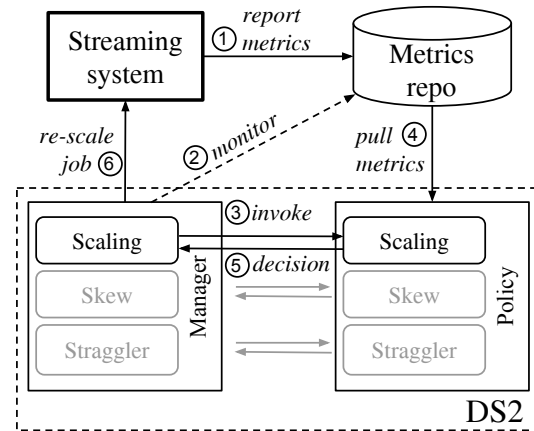 Streaming
system
① report
metrics
Metrics
repo
re-scale
job ⑥
② monitor
pull ④
metrics
③ invoke
Scaling
Scaling
⑤ decision
Skew
Skew
Straggler
Straggler
Manager
Policy
DS2